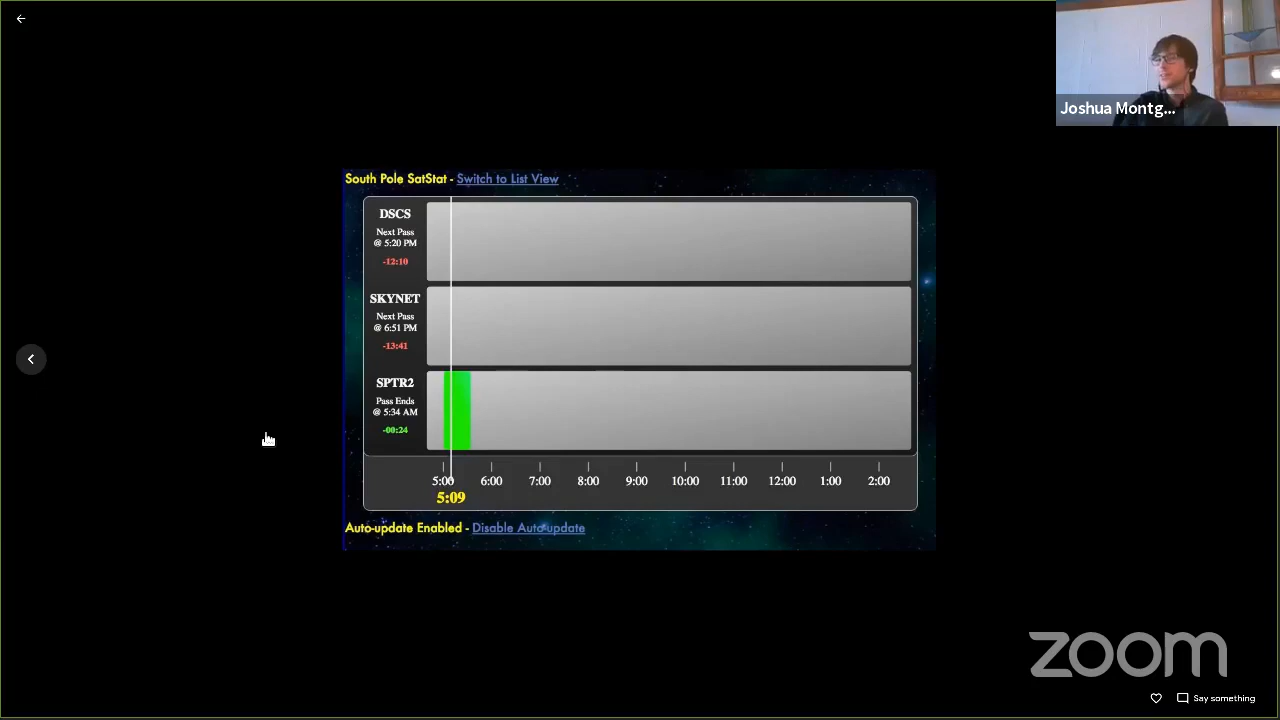 Joshua Montg...
South Pole SatStat - Switch to List View
DSCS
Next Pass
@ 5:20 PM
-12:10
SKYNET
Next Pass
@ 6:51 PM
-13:41
SPTR2
Pass Ends
@ 5:34 AM
-00:24
5:00 6:00 7:00 8:00 9:00 10:00 11:00 12:00 1:00 2:00
5:09
Auto-update Enabled - Disable Auto-update
zoom
Say something